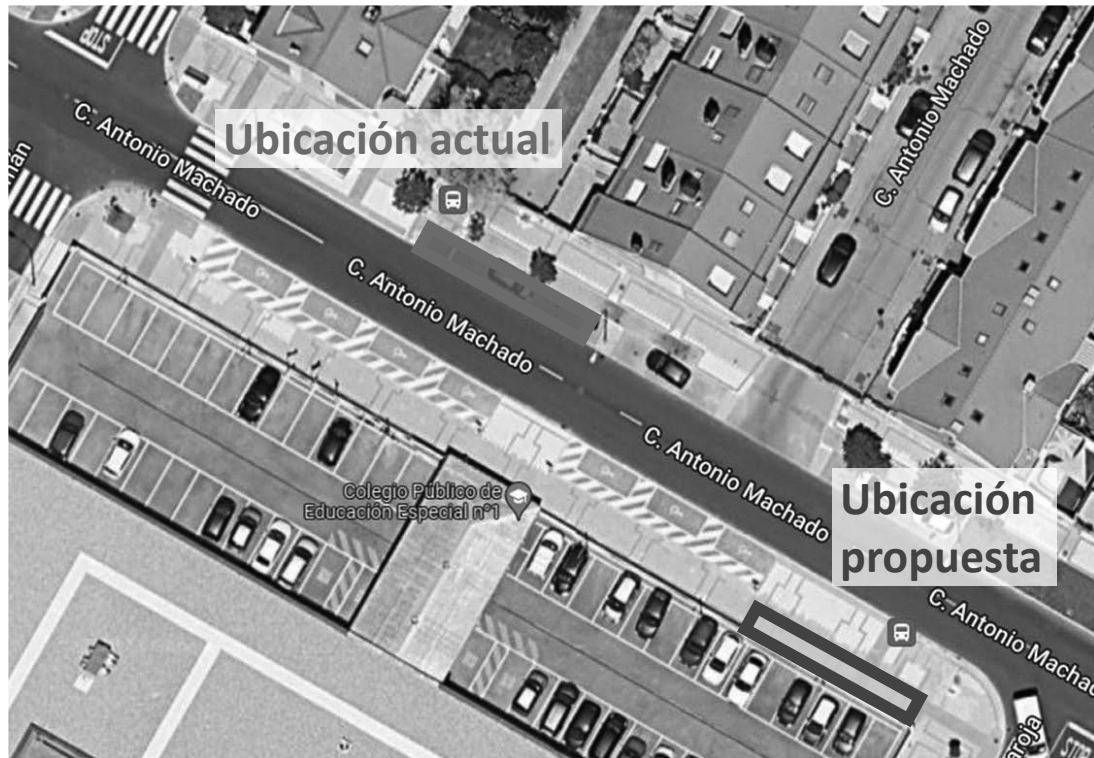 STOP
C. Antonio Machado
Ubicación actual
C. Antonio Machado
C. Antonio Machado
Colegio Público de
Educación Especial nº1
C. Antonio Machado
Ubicación
propuesta
C. Antonio Macha
STOP